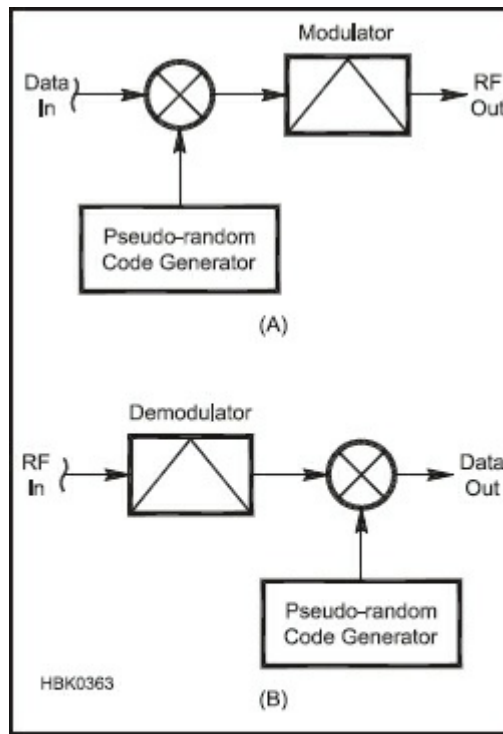 Modulator
Data
In
RF
Out
Pseudo-random
Code Generator
(A)
Demodulator
RF
In
Data
Out
Pseudo-random
Code Generator
HBK0363
(B)